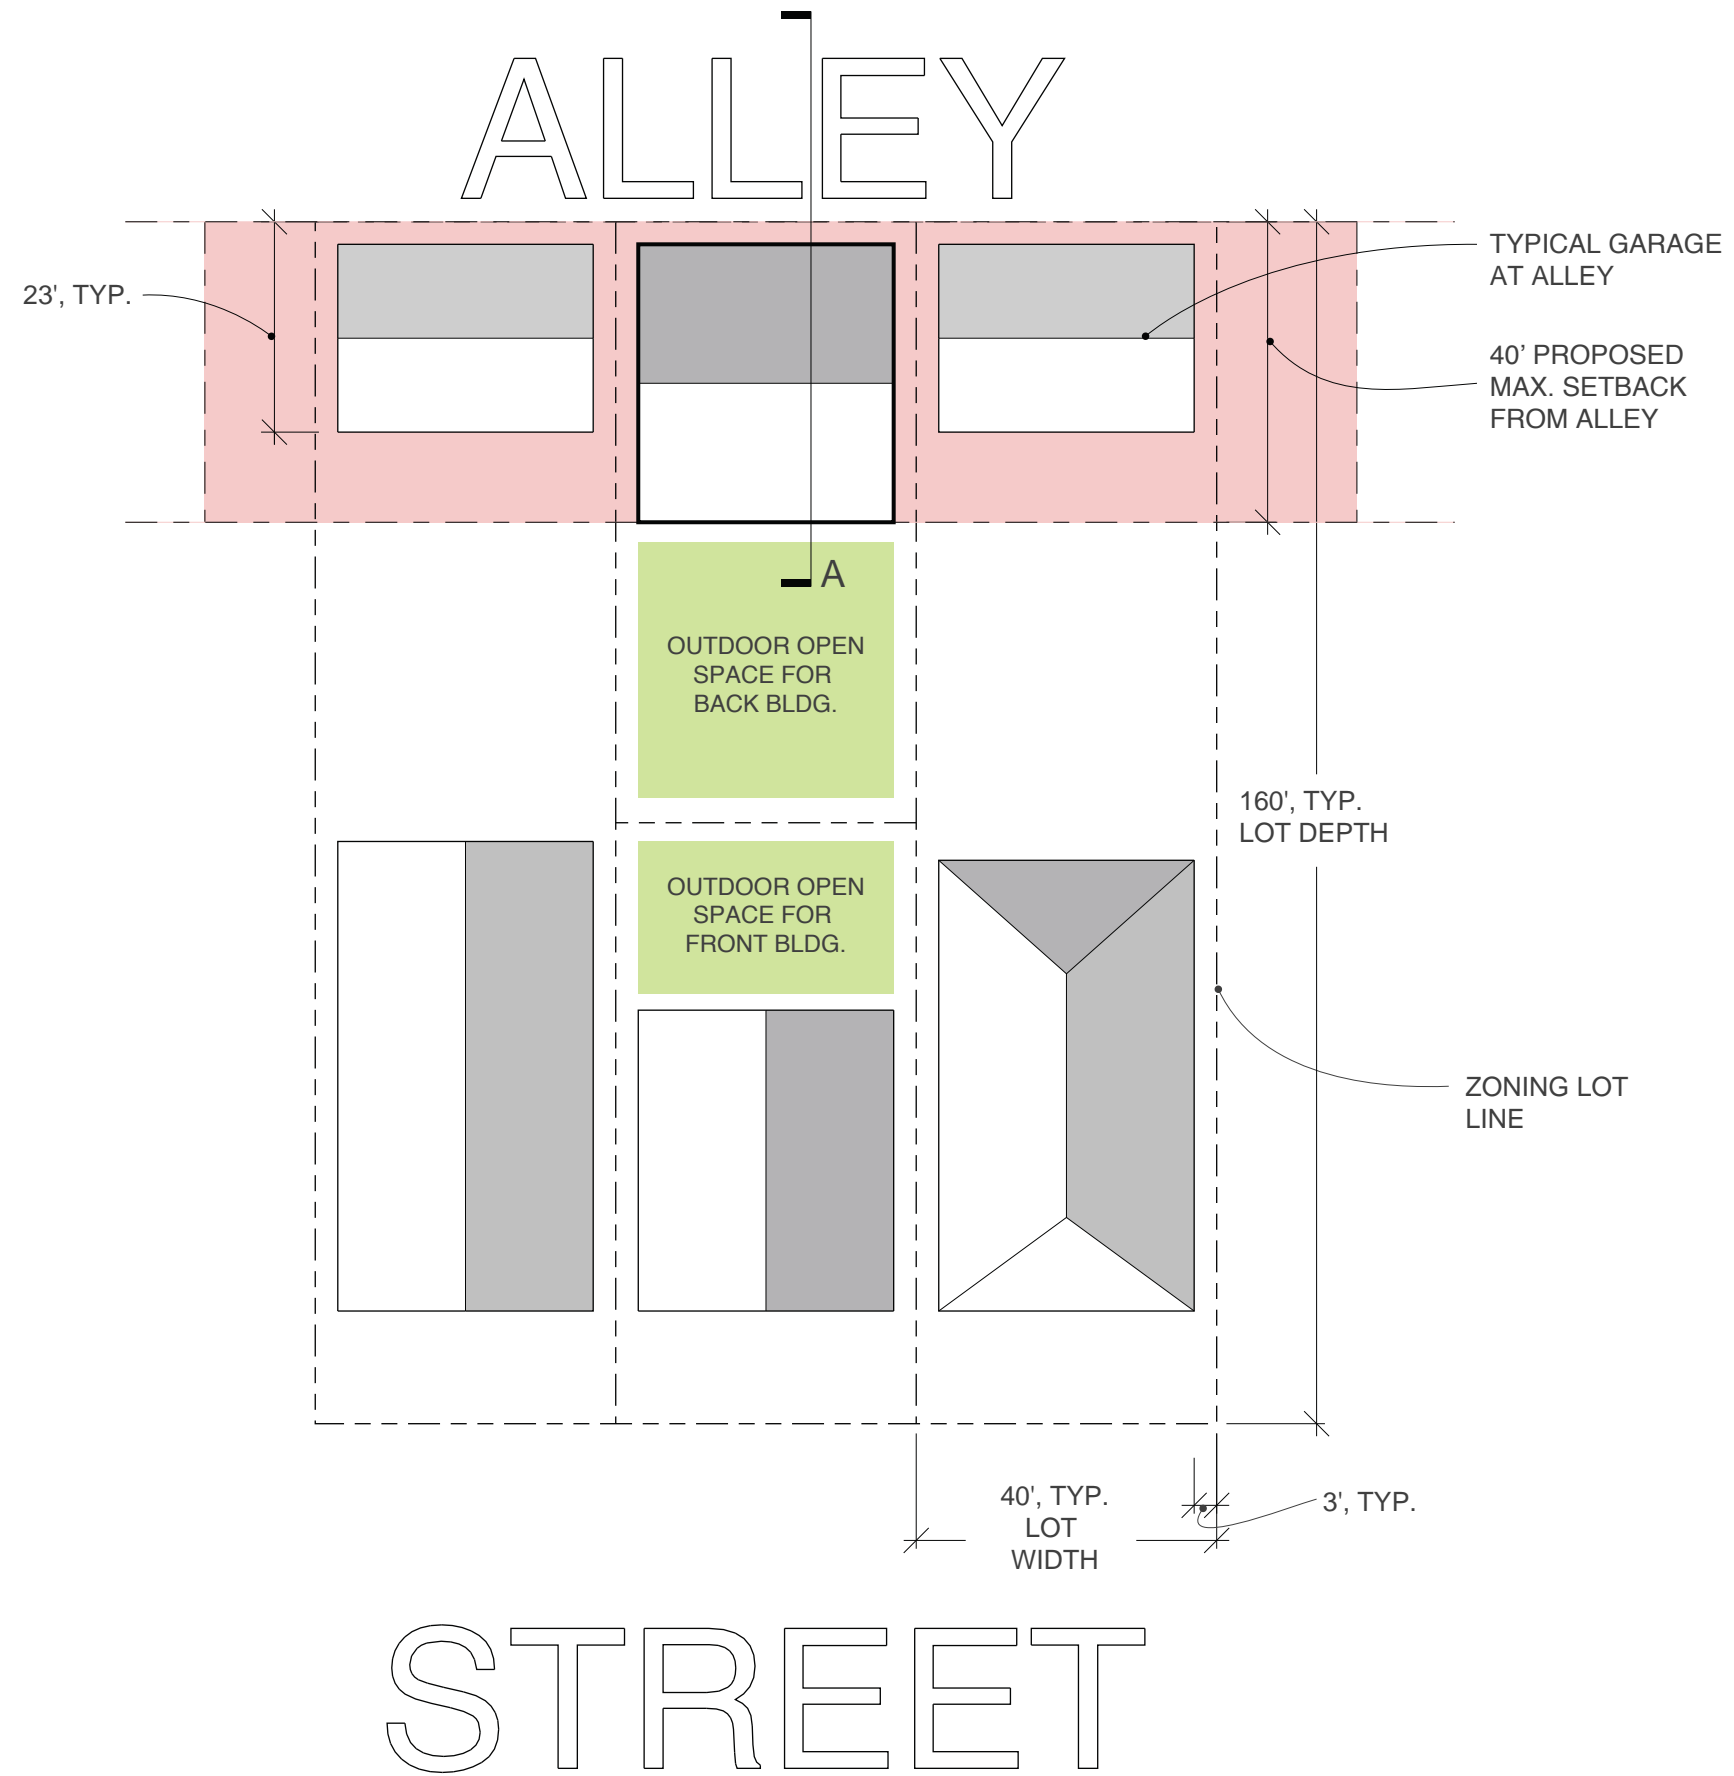 ALLEY
TYPICAL GARAGE
AT ALLEY
23', TYP.
40’ PROPOSED
MAX. SETBACK
FROM ALLEY
A
OUTDOOR OPEN
SPACE FOR
BACK BLDG.
160', TYP.
LOT DEPTH
OUTDOOR OPEN
SPACE FOR
FRONT BLDG.
ZONING LOT
LINE
40', TYP.
LOT
WIDTH
3', TYP.
STREET